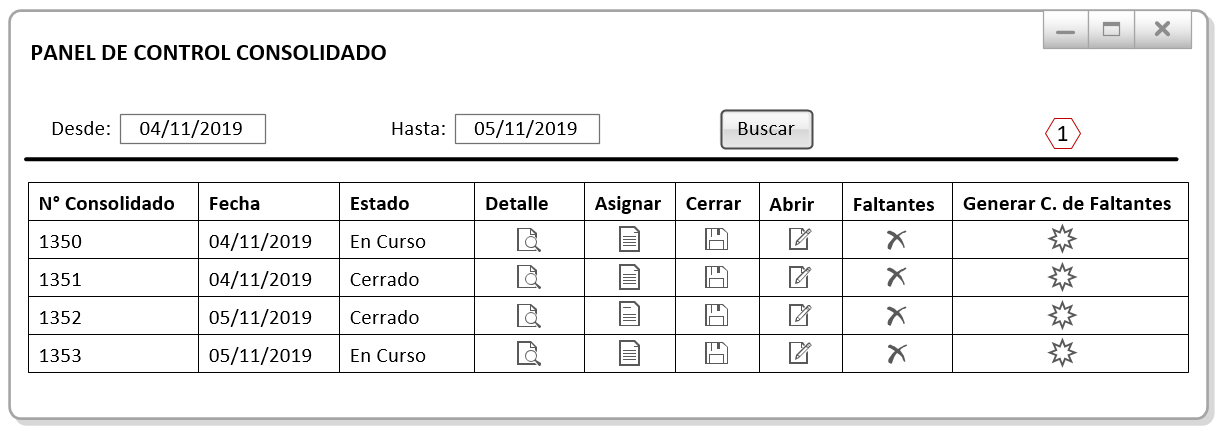 PANEL DE CONTROL CONSOLIDADO
Desde: 04/11/2019 Hasta: 05/11/2019 Buscar 1
N° Consolidado Fecha Estado Detalle Asignar Cerrar Abrir Faltantes Generar C. de Faltantes
1350 04/11/2019 En Curso
1351 04/11/2019 Cerrado
1352 05/11/2019 Cerrado
1353 05/11/2019 En Curso